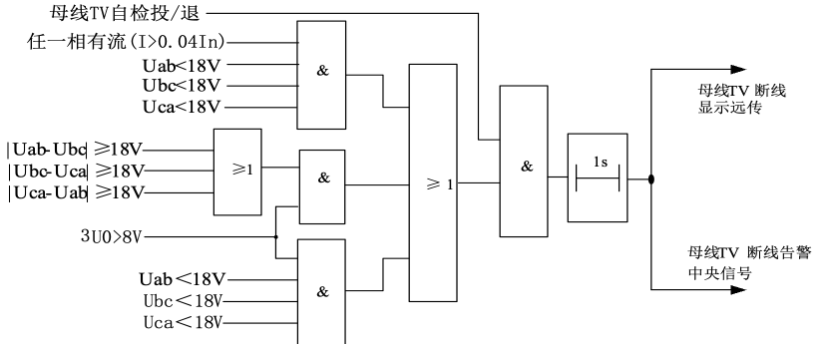 母线TV自检投/退
任一相有流(I>0.04In)
Uab<18V
Ubc<18V
Uca<18V
&
|Uab-Ubc| ≥18V
|Ubc-Uca| ≥18V
|Uca-Uab| ≥18V
≥1
&
3U0>8V
Uab＜18V
Ubc＜18V
Uca＜18V
&
≥ 1
&
1s
母线TV 断线
显示远传
母线TV 断线告警
中央信号